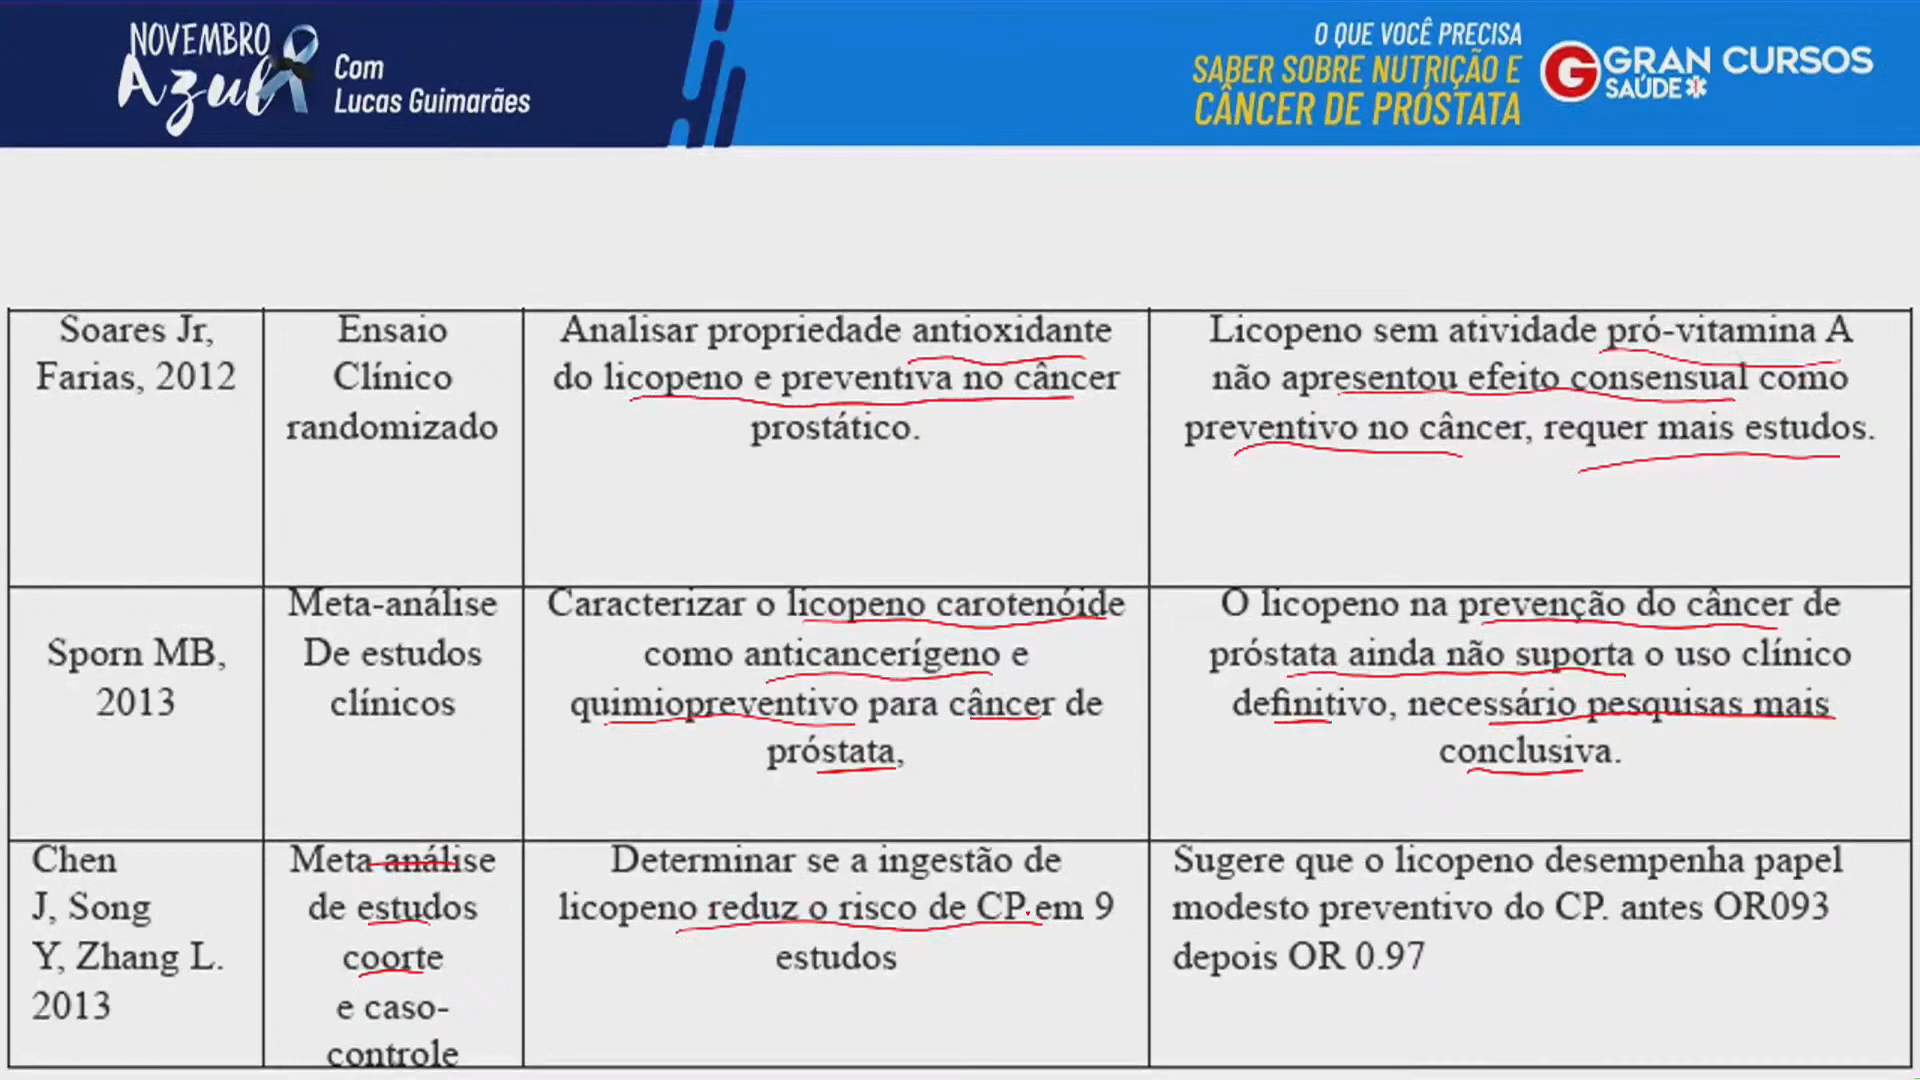 NOVEMBRO
Azul
Com
Lucas Guimarães
O QUE VOCÊ PRECISA
SABER SOBRE NUTRIÇÃO E
CÂNCER DE PRÓSTATA
G GRAN CURSOS
SAÚDE
Soares Jr,
Farias, 2012
Ensaio
Clínico
randomizado
Analisar propriedade antioxidante
do licopeno e preventiva no câncer
prostático.
Licopeno sem atividade pró-vitamina A
não apresentou efeito consensual como
preventivo no câncer, requer mais estudos.
Sporn MB,
2013
Meta-análise
De estudos
clínicos
Caracterizar o licopeno carotenóide
como anticancerígeno e
quimiopreventivo para câncer de
próstata,
O licopeno na prevenção do câncer de
próstata ainda não suporta o uso clínico
definitivo, necessário pesquisas mais
conclusiva.
Chen
J, Song
Y, Zhang L.
2013
Meta-análise
de estudos
coorte
e caso-
controle
Determinar se a ingestão de
licopeno reduz o risco de CP em 9
estudos
Sugere que o licopeno desempenha papel
modesto preventivo do CP. antes OR093
depois OR 0.97